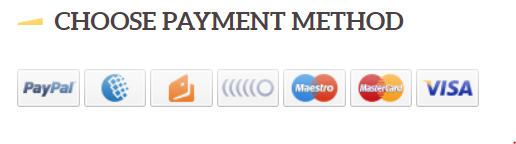 CHOOSE PAYMENT METHOD
PayPal Maestro MasterCard VISA